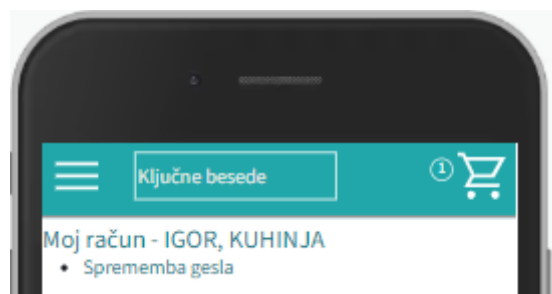 Ključne besede
1
Moj račun - IGOR, KUHINJA
• Sprememba gesla